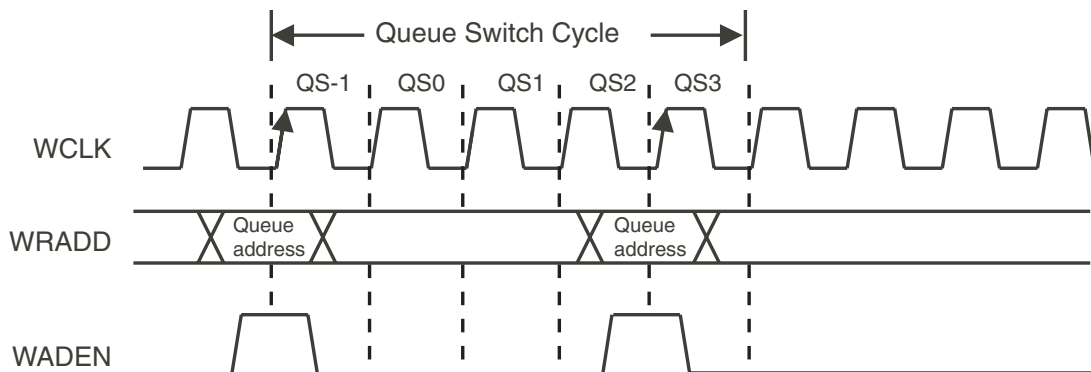 Queue Switch Cycle
QS-1 QS0 QS1 QS2 QS3
WCLK
WRADD
Queue address
Queue address
WADEN